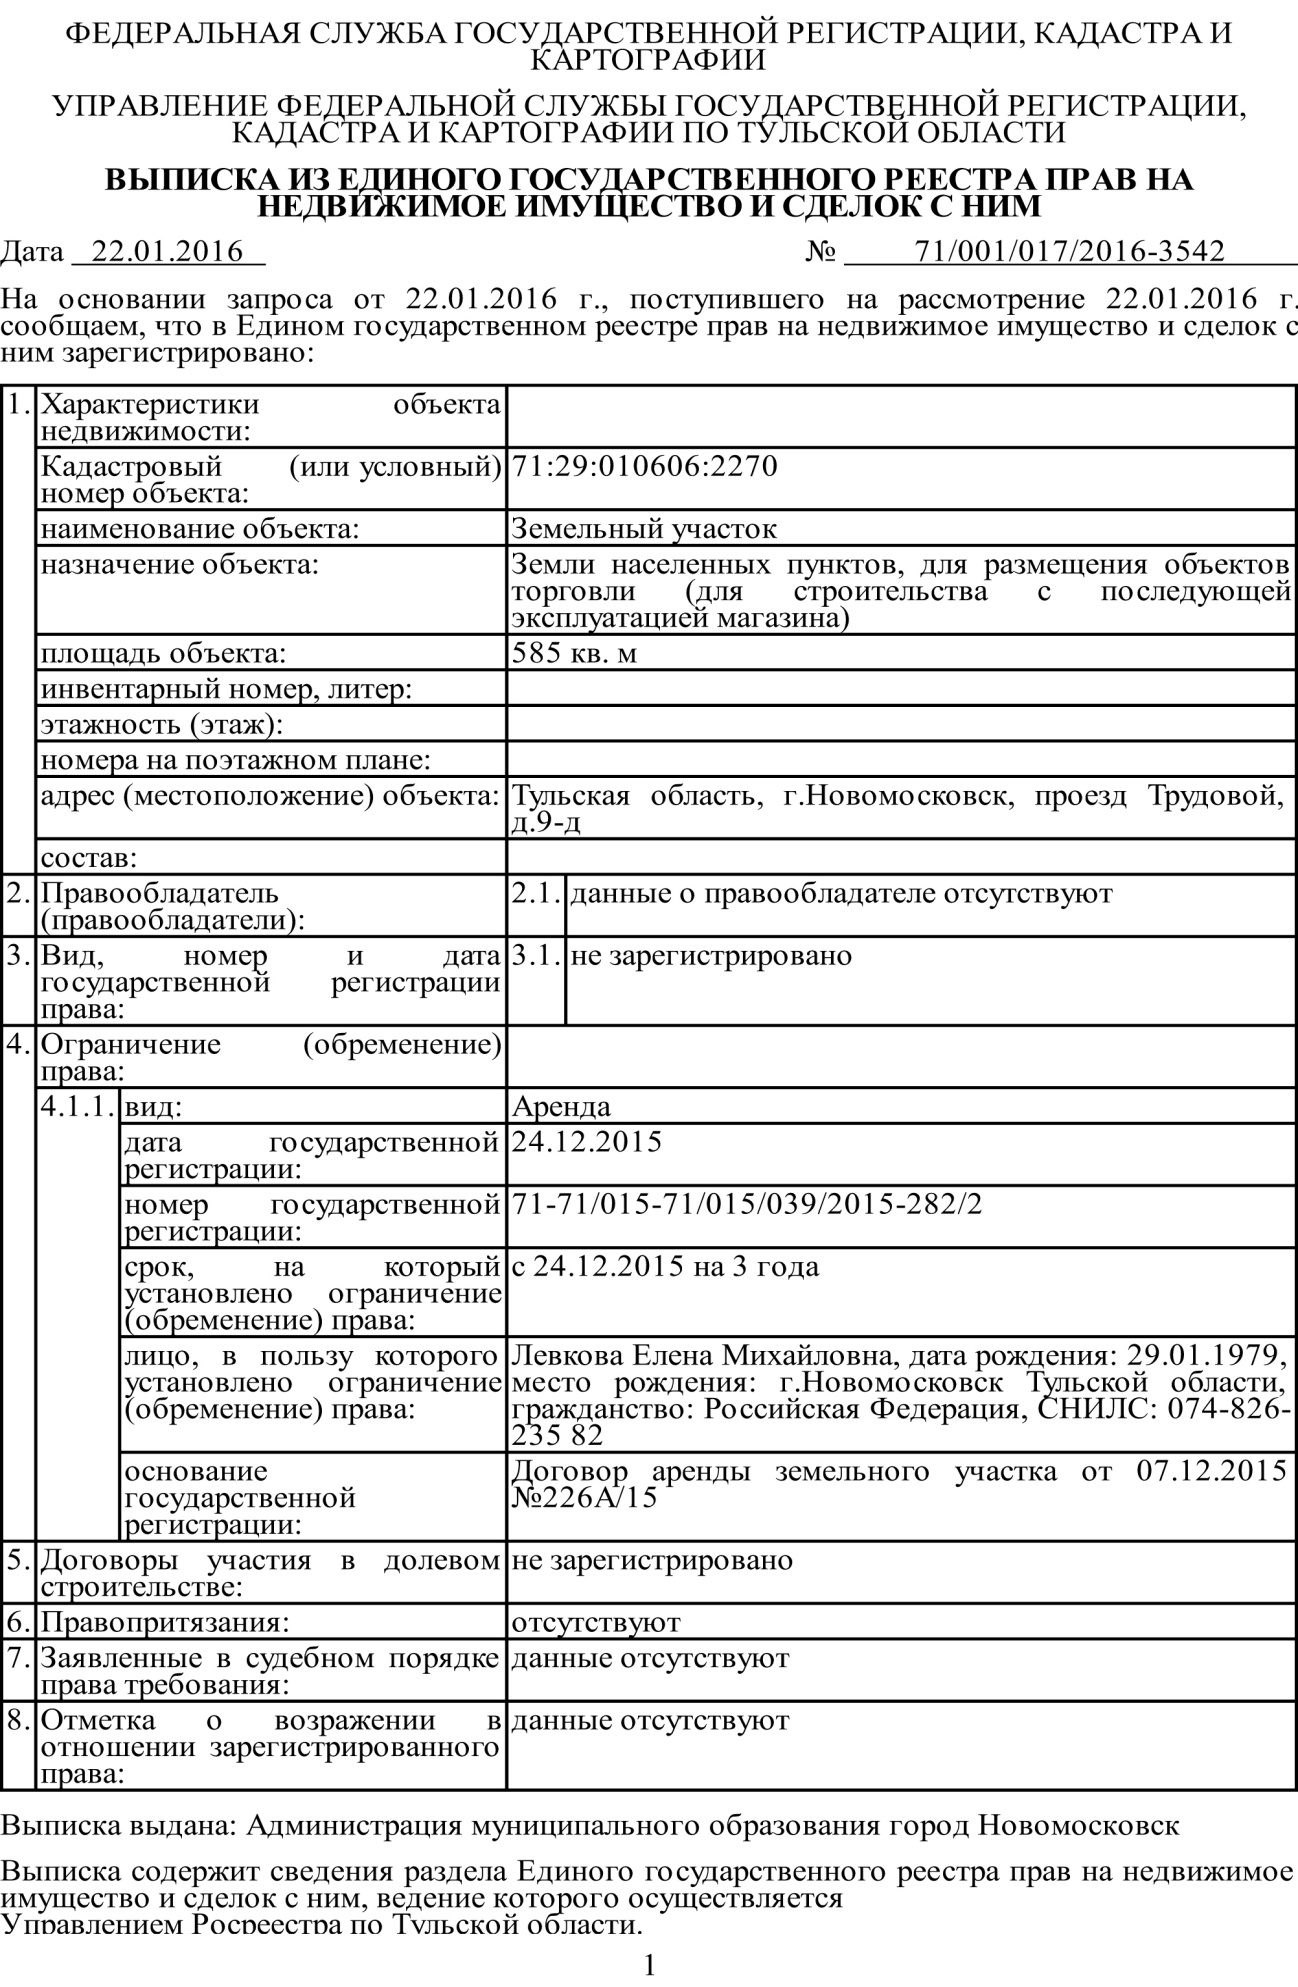 ФЕДЕРАЛЬНАЯ СЛУЖБА ГОСУДАРСТВЕННОЙ РЕГИСТРАЦИИ, КАДАСТРА И
КАРТОГРАФИИ
УПРАВЛЕНИЕ ФЕДЕРАЛЬНОЙ СЛУЖБЫ ГОСУДАРСТВЕННОЙ РЕГИСТРАЦИИ,
КАДАСТРА И КАРТОГРАФИИ ПО ТУЛЬСКОЙ ОБЛАСТИ
ВЫПИСКА ИЗ ЕДИНОГО ГОСУДАРСТВЕННОГО РЕЕСТРА ПРАВ НА
НЕДВИЖИМОЕ ИМУЩЕСТВО И СДЕЛОК С НИМ
Дата 22.01.2016 № 71/001/017/2016-3542
На основании запроса от 22.01.2016 г., поступившего на рассмотрение 22.01.2016 г.
сообщаем, что в Едином государственном реестре прав на недвижимое имущество и сделок с
ним зарегистрировано:
1. Характеристики объекта
недвижимости:
Кадастровый (или условный) 71:29:010606:2270
номер объекта:
наименование объекта: Земельный участок
назначение объекта: Земли населенных пунктов, для размещения объектов
торговли (для строительства с последующей
эксплуатацией магазина)
площадь объекта: 585 кв. м
инвентарный номер, литер:
этажность (этаж):
номера на поэтажном плане:
адрес (местоположение) объекта: Тульская область, г.Новомосковск, проезд Трудовой,
д.9-д
состав:
2. Правообладатель 2.1. данные о правообладателе отсутствуют
(правообладатели):
3. Вид, номер и дата 3.1. не зарегистрировано
государственной регистрации
права:
4. Ограничение (обременение)
права:
4.1.1. вид: Аренда
дата государственной 24.12.2015
регистрации:
номер государственной 71-71/015-71/015/039/2015-282/2
регистрации:
срок, на который с 24.12.2015 на 3 года
установлено ограничение
(обременение) права:
лицо, в пользу которого Левкова Елена Михайловна, дата рождения: 29.01.1979,
установлено ограничение место рождения: г.Новомосковск Тульской области,
(обременение) права: гражданство: Российская Федерация, СНИЛС: 074-826-
235 82
основание Договор аренды земельного участка от 07.12.2015
государственной №226А/15
регистрации:
5. Договоры участия в долевом не зарегистрировано
строительстве:
6. Правопритязания: отсутствуют
7. Заявленные в судебном порядке данные отсутствуют
права требования:
8. Отметка о возражении в данные отсутствуют
отношении зарегистрированного
права:
Выписка выдана: Администрация муниципального образования город Новомосковск
Выписка содержит сведения раздела Единого государственного реестра прав на недвижимое
имущество и сделок с ним, ведение которого осуществляется
Управлением Росреестра по Тульской области.
1